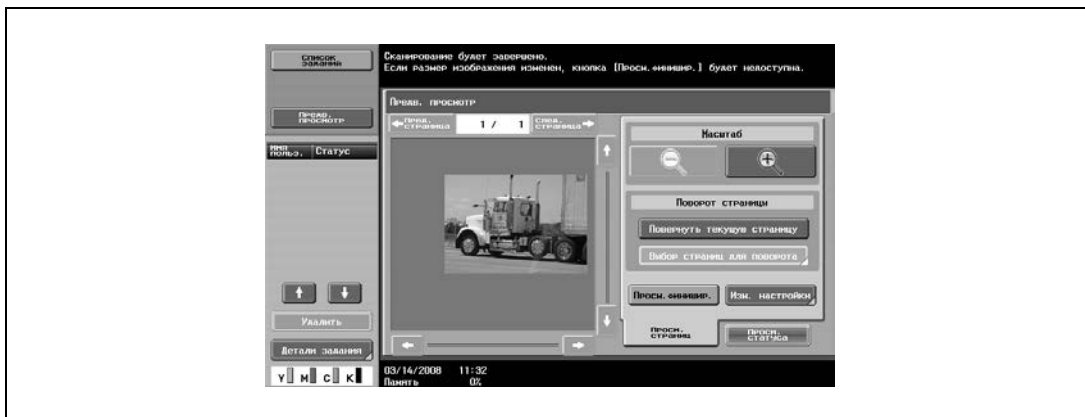 Список
задания
Сканирование будет завершено.
Если размер изображения изменен, кнопка [Просм.финишир.] будет недоступна.
Предв.
просмотр
Предв. просмотр
Пред.
страница
1 / 1
След.
страница
Масштаб
Имя
польз.
Статус
Поворот страницы
Повернуть текущую страницу
Выбор страниц для поворота
Просм.финишир.
Изм. настройки
Удалить
Просм.
страниц
Просм.
статуса
Детали задания
Y M C K
03/14/2008 11:32
Память 0%